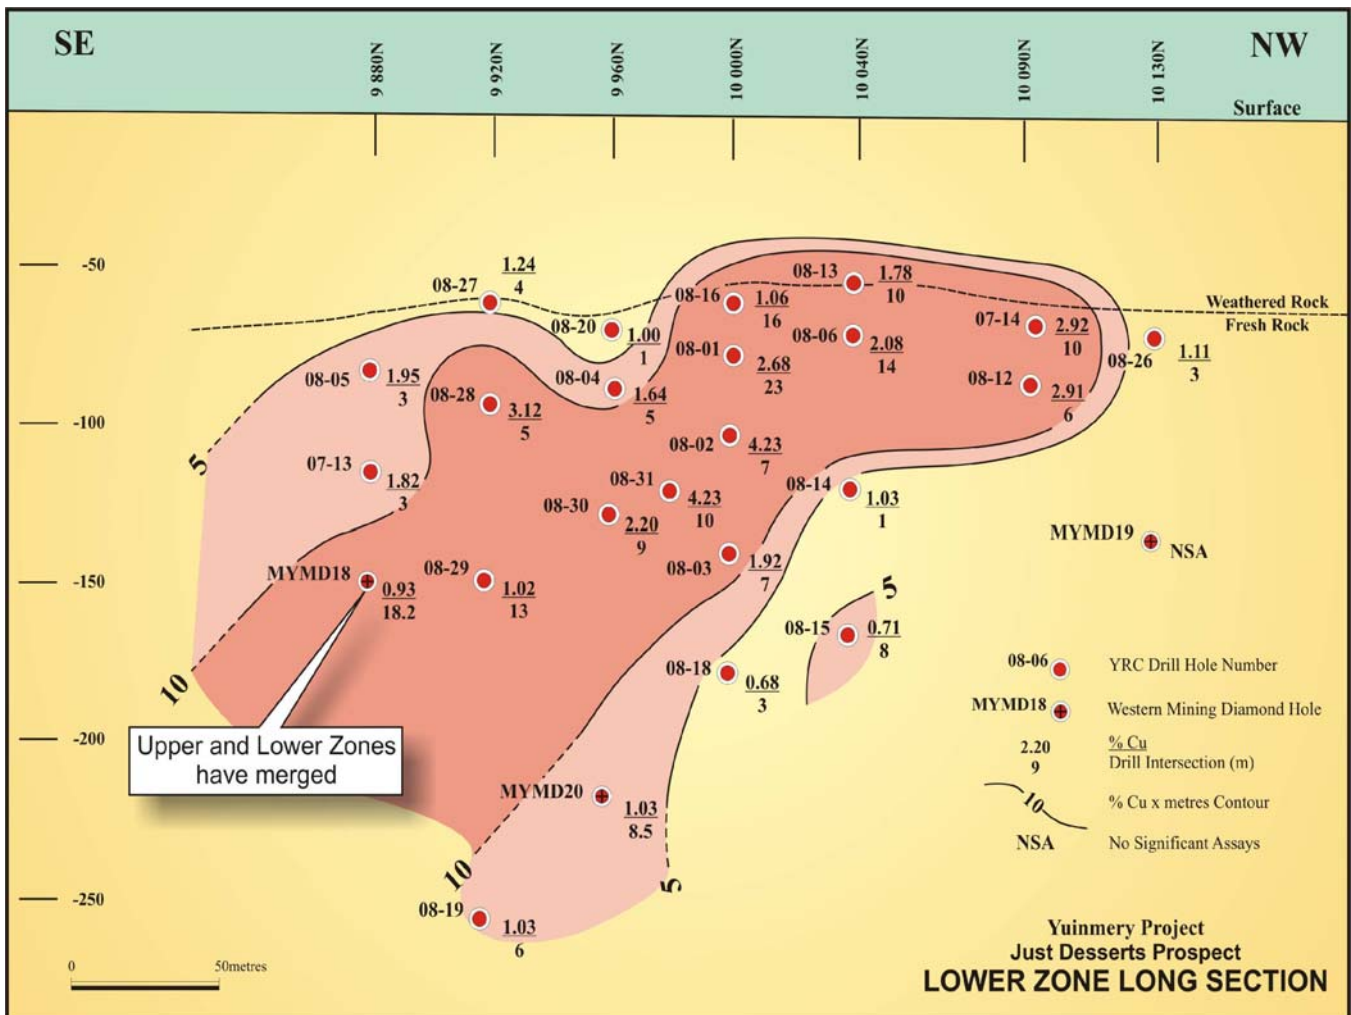 SE
NW
9 880N
9 920N
9 960N
10 000N
10 040N
10 090N
10 130N
Surface
-50
-100
-150
-200
-250
Weathered Rock
Fresh Rock
08-27
1.24
4
08-20
1.00
1
08-16
1.06
16
08-13
1.78
10
08-01
2.68
23
08-06
2.08
14
07-14
2.92
10
08-26
1.11
3
08-12
2.91
6
08-05
1.95
3
08-28
3.12
5
08-04
1.64
5
08-02
4.23
7
07-13
1.82
3
08-31
4.23
10
08-30
2.20
9
08-14
1.03
1
08-03
1.92
7
MYMD19
NSA
MYMD18
0.93
18.2
08-29
1.02
13
08-15
0.71
8
08-18
0.68
3
MYMD20
1.03
8.5
08-19
1.03
6
5
10
5
10
5
Upper and Lower Zones
have merged
08-06
YRC Drill Hole Number
MYMD18
Western Mining Diamond Hole
2.20
9
% Cu
Drill Intersection (m)
10
% Cu x metres Contour
NSA
No Significant Assays
0
50metres
Yuinmery Project
Just Desserts Prospect
LOWER ZONE LONG SECTION